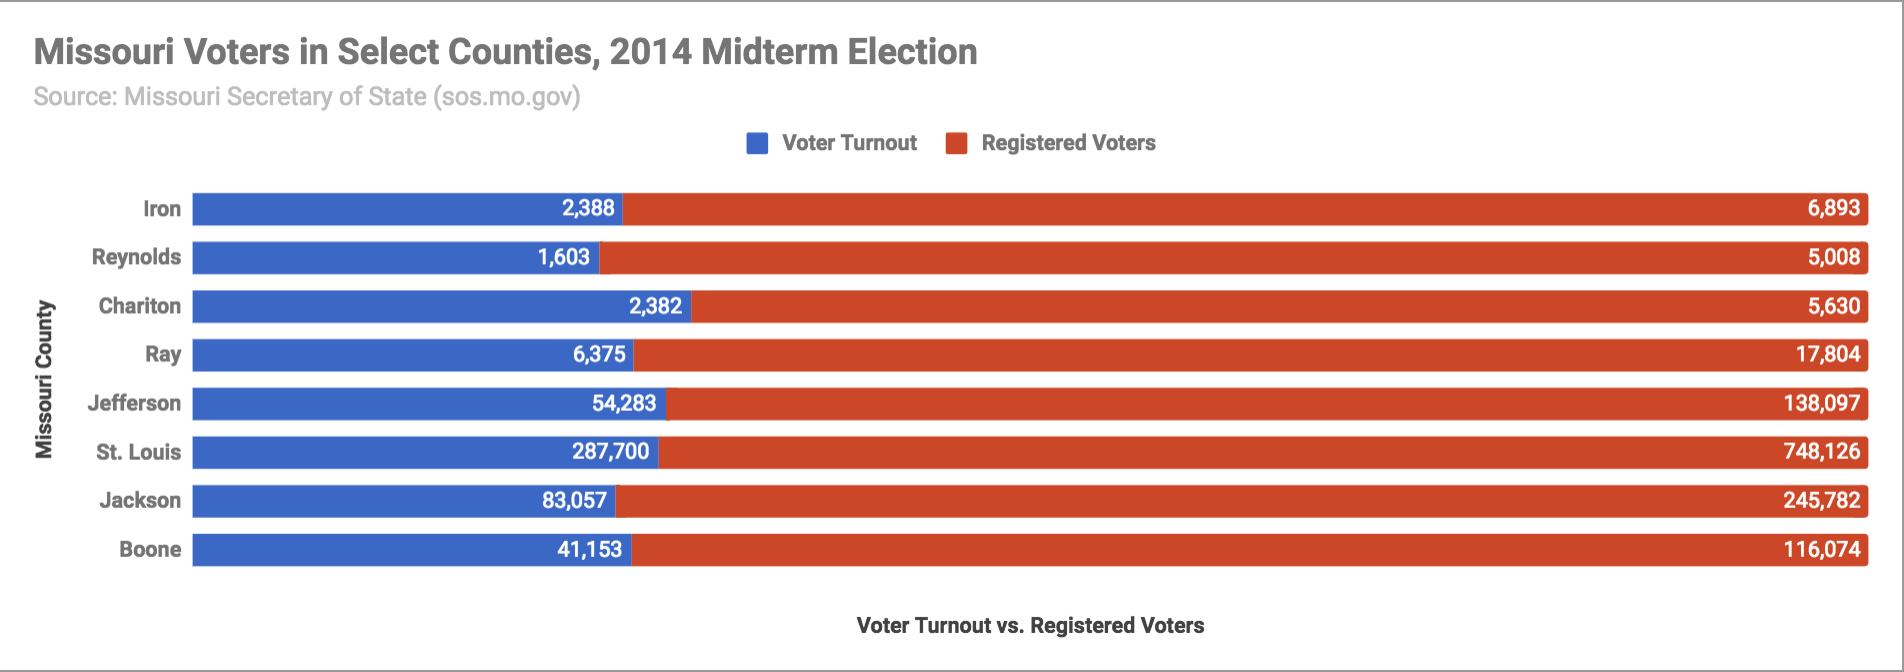 Missouri Voters in Select Counties, 2014 Midterm Election
Source: Missouri Secretary of State (sos.mo.gov)
Voter Turnout Registered Voters
Missouri County
Iron 2,388 6,893
Reynolds 1,603 5,008
Chariton 2,382 5,630
Ray 6,375 17,804
Jefferson 54,283 138,097
St. Louis 287,700 748,126
Jackson 83,057 245,782
Boone 41,153 116,074
Voter Turnout vs. Registered Voters